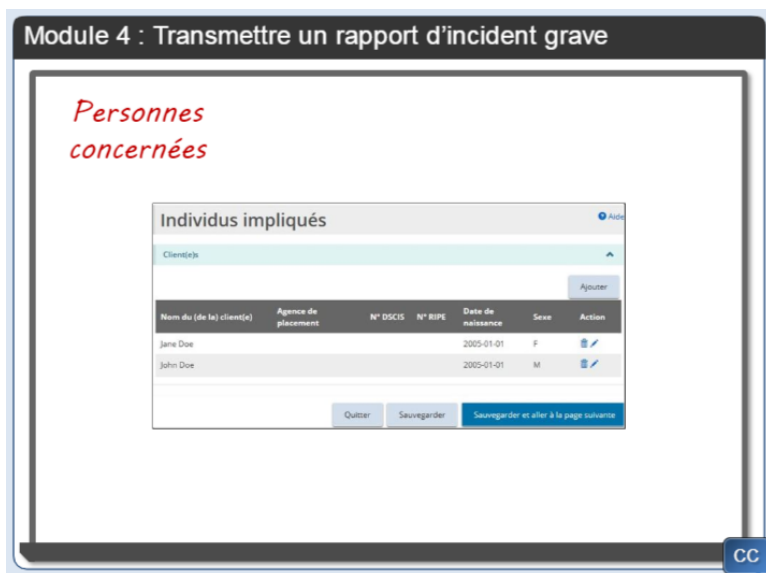 Module 4 : Transmettre un rapport d'incident grave
Personnes
concernées
Individus impliqués
Aide
Client(e)s
Ajouter
Nom du (de la) client(e) Agence de placement N° DSCIS N° RIPE Date de naissance Sexe Action
Jane Doe 2005-01-01 F
John Doe 2005-01-01 M
Quitter Sauvegarder Sauvegarder et aller à la page suivante
CC